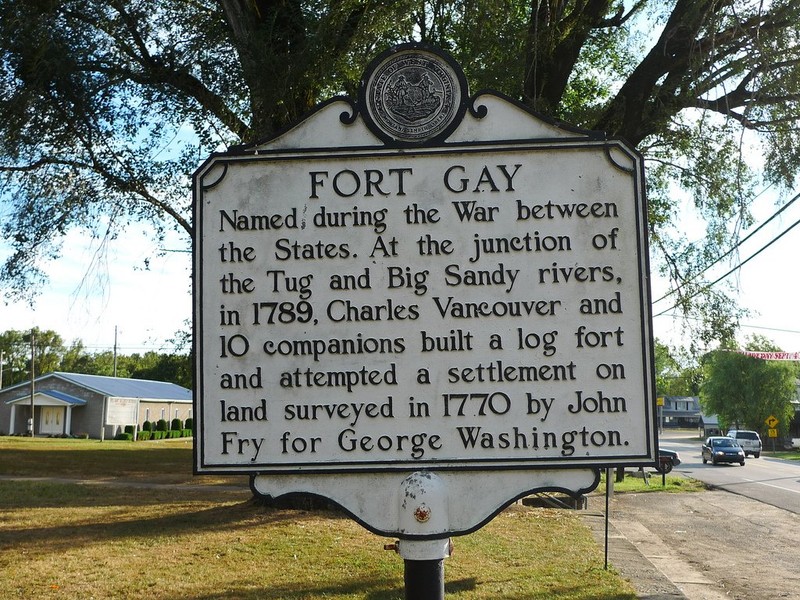 FORT GAY
Named during the War between
the States. At the junction of
the Tug and Big Sandy rivers,
in 1789, Charles Vancouver and
10 companions built a log fort
and attempted a settlement on
land surveyed in 1770 by John
Fry for George Washington.